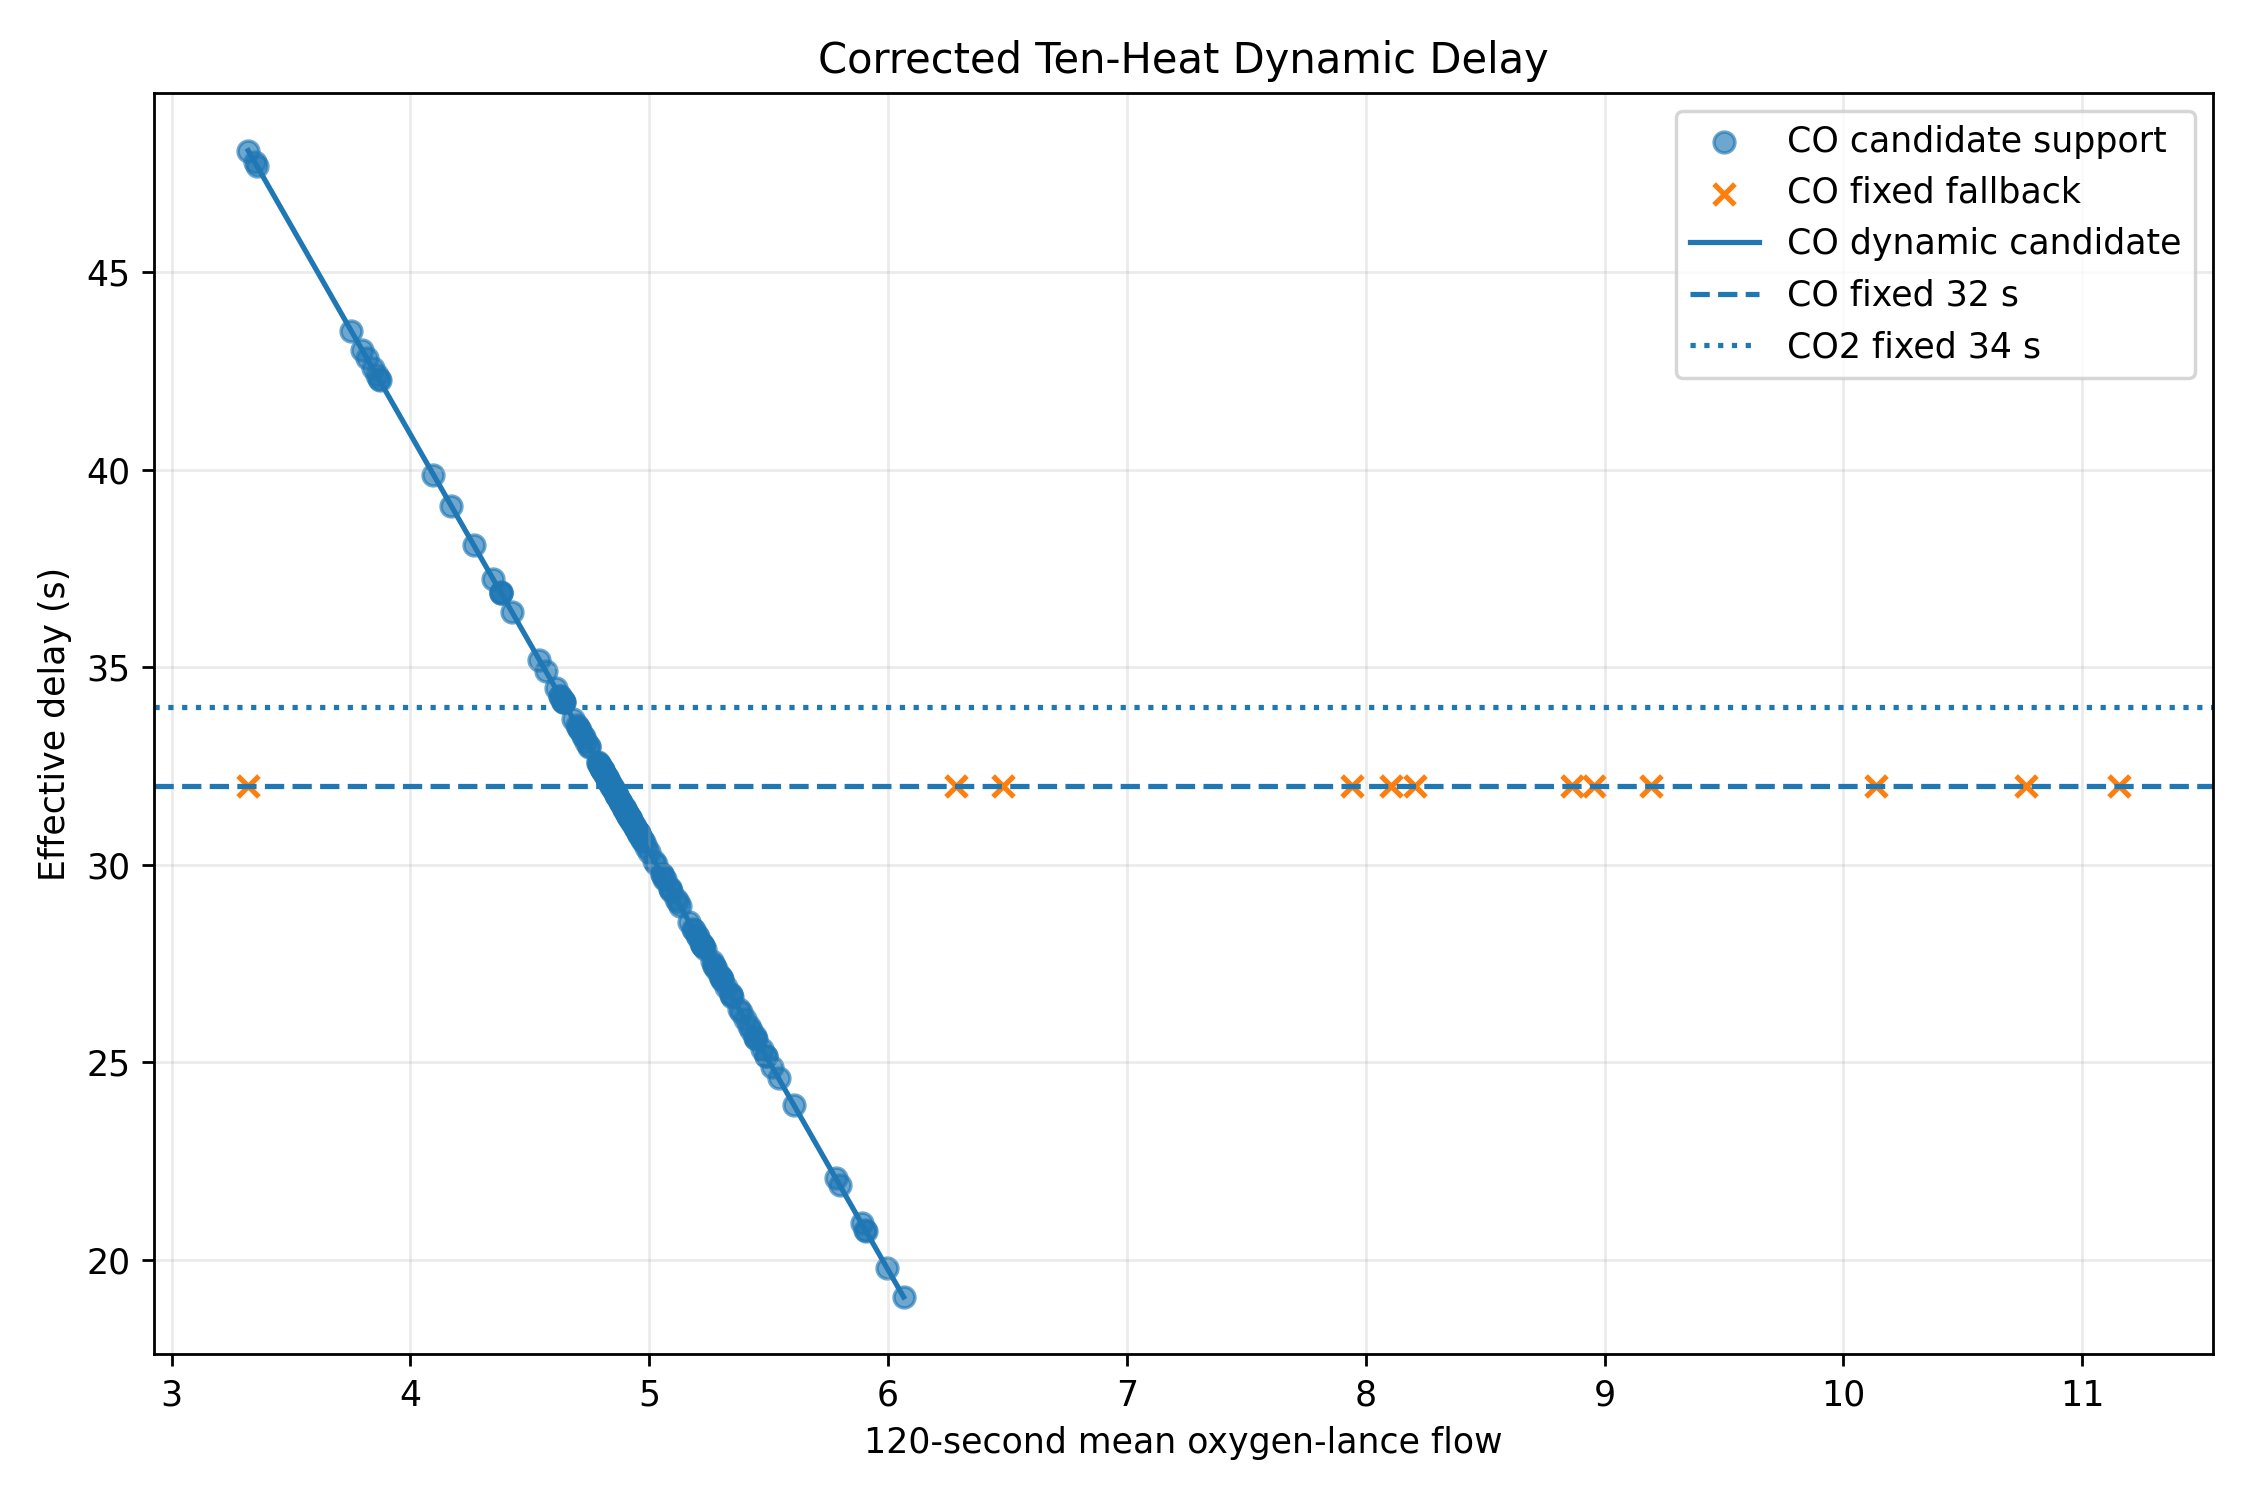 Corrected Ten-Heat Dynamic Delay
CO candidate support
CO fixed fallback
CO dynamic candidate
CO fixed 32 s
CO2 fixed 34 s
Effective delay (s)
45
40
35
30
25
20
3 4 5 6 7 8 9 10 11
120-second mean oxygen-lance flow